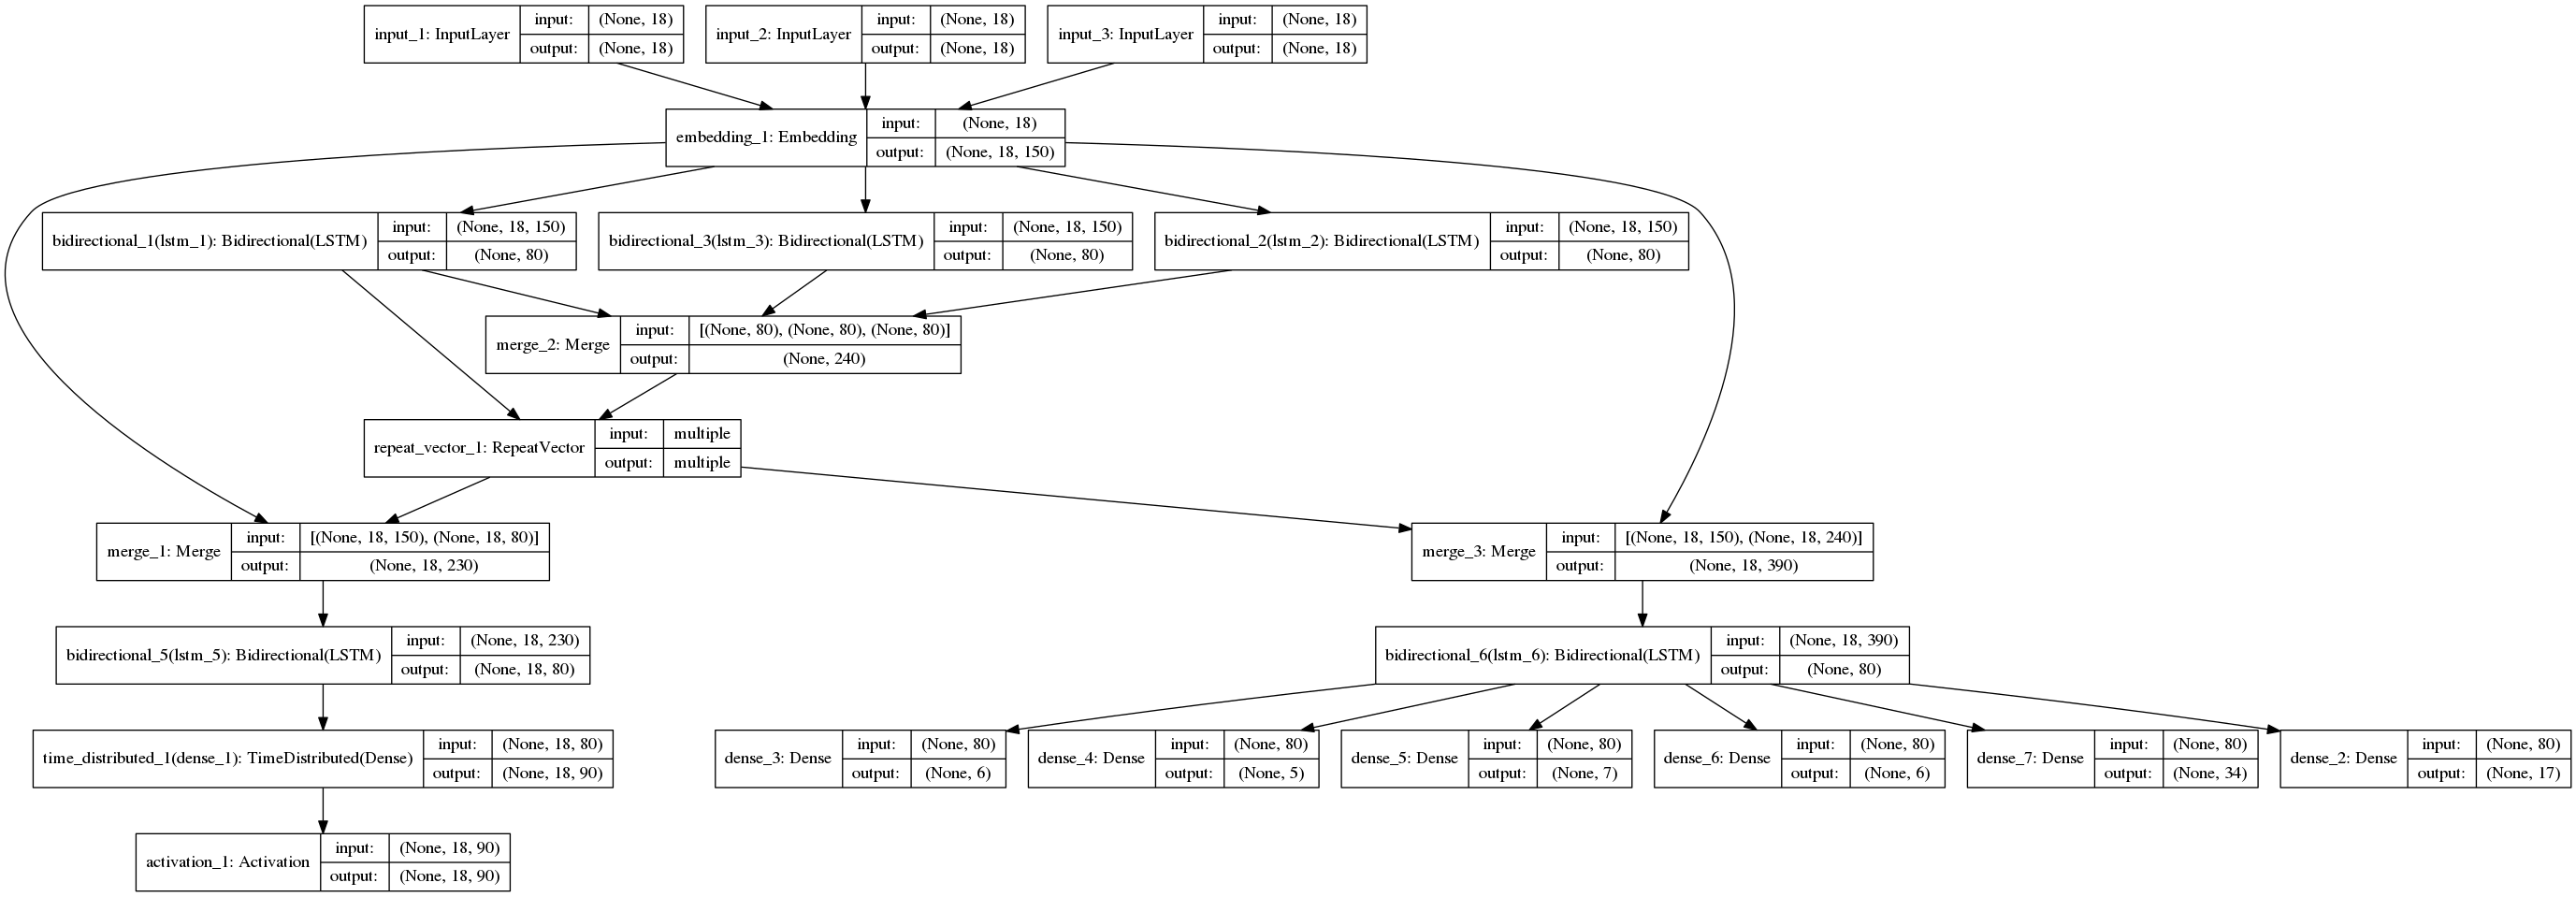 input_1: InputLayer
input:
(None, 18)
output:
(None, 18)
input_2: InputLayer
input:
(None, 18)
output:
(None, 18)
input_3: InputLayer
input:
(None, 18)
output:
(None, 18)
embedding_1: Embedding
input:
(None, 18)
output:
(None, 18, 150)
bidirectional_1(lstm_1): Bidirectional(LSTM)
input:
(None, 18, 150)
output:
(None, 80)
bidirectional_3(lstm_3): Bidirectional(LSTM)
input:
(None, 18, 150)
output:
(None, 80)
bidirectional_2(lstm_2): Bidirectional(LSTM)
input:
(None, 18, 150)
output:
(None, 80)
merge_2: Merge
input:
[(None, 80), (None, 80), (None, 80)]
output:
(None, 240)
repeat_vector_1: RepeatVector
input:
multiple
output:
multiple
merge_1: Merge
input:
[(None, 18, 150), (None, 18, 80)]
output:
(None, 18, 230)
merge_3: Merge
input:
[(None, 18, 150), (None, 18, 240)]
output:
(None, 18, 390)
bidirectional_5(lstm_5): Bidirectional(LSTM)
input:
(None, 18, 230)
output:
(None, 18, 80)
bidirectional_6(lstm_6): Bidirectional(LSTM)
input:
(None, 18, 390)
output:
(None, 80)
time_distributed_1(dense_1): TimeDistributed(Dense)
input:
(None, 18, 80)
output:
(None, 18, 90)
dense_3: Dense
input:
(None, 80)
output:
(None, 6)
dense_4: Dense
input:
(None, 80)
output:
(None, 5)
dense_5: Dense
input:
(None, 80)
output:
(None, 7)
dense_6: Dense
input:
(None, 80)
output:
(None, 6)
dense_7: Dense
input:
(None, 80)
output:
(None, 34)
dense_2: Dense
input:
(None, 80)
output:
(None, 17)
activation_1: Activation
input:
(None, 18, 90)
output:
(None, 18, 90)